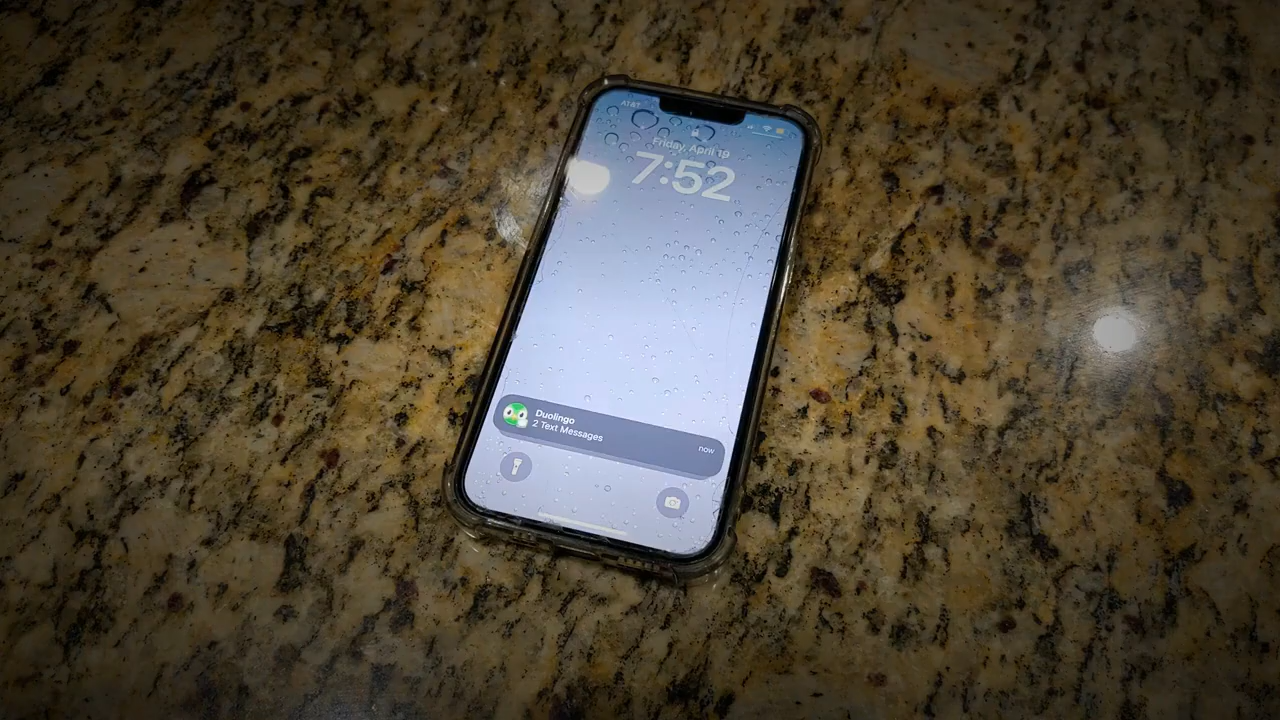 AT&T
Friday, April 19
7:52
Duolingo
2 Text Messages
now